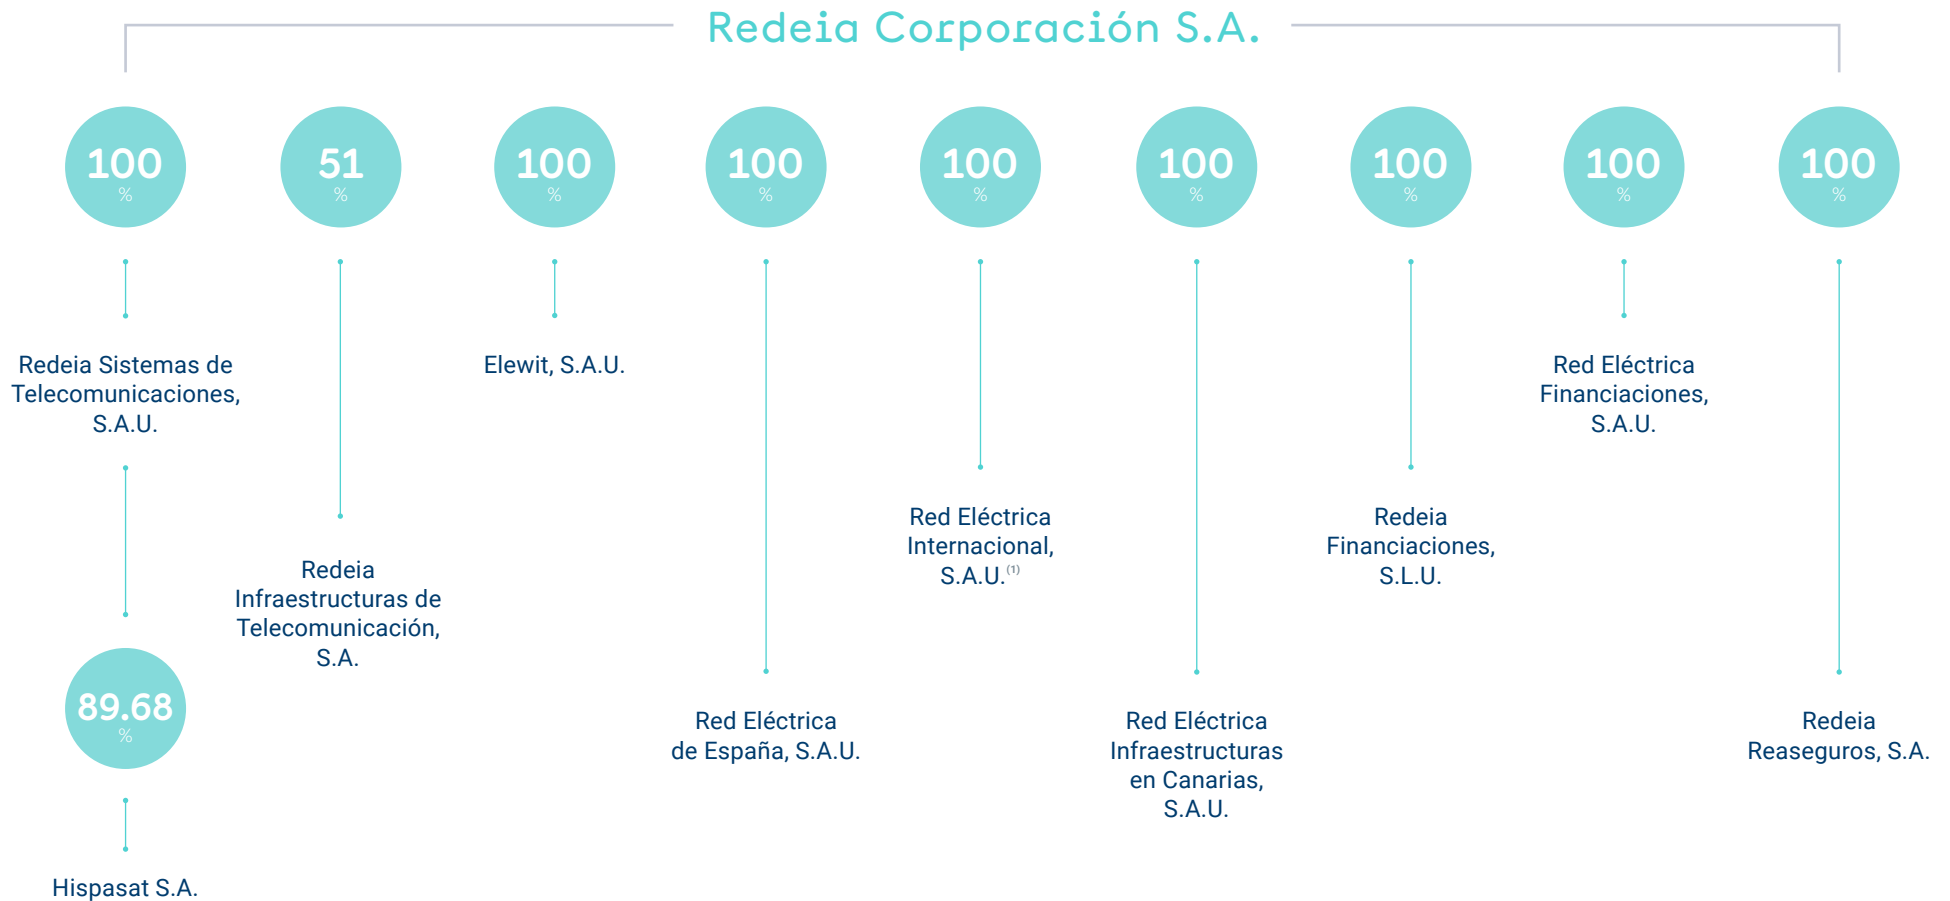 Redeia Corporación S.A.
100
%
51
%
100
%
100
%
100
%
100
%
100
%
100
%
100
%
Redeia Sistemas de
Telecomunicaciones,
S.A.U.
89.68
%
Hispasat S.A.
Redeia
Infraestructuras de
Telecomunicación,
S.A.
Elewit, S.A.U.
Red Eléctrica
de España, S.A.U.
Red Eléctrica
Internacional,
S.A.U.(1)
Red Eléctrica
Infraestructuras
en Canarias,
S.A.U.
Redeia
Financiaciones,
S.L.U.
Red Eléctrica
Financiaciones,
S.A.U.
Redeia
Reaseguros, S.A.